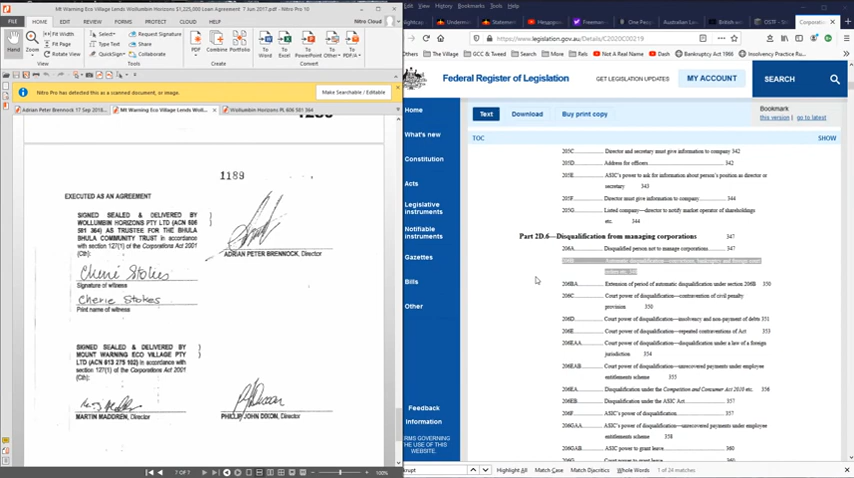 Mt Warning Eco Village Lends Wollumbin Horizons $1,225,000 Loan Agreement 7 Jun 2017.pdf - Nitro Pro 10
FILE HOME EDIT REVIEW FORMS PAGE LAYOUT CONVERT PROTECT CLOUD HELP Nitro Cloud
Hand Zoom
Fit Page
Fit Width
Rotate
Select
Type Text
Share
Request Signature
Share
Collaborate
PDF Combine Portfolio
To Word To Excel To Other To PDF/A
Nitro Pro has detected this as a scanned document, or image. Make Searchable / Editable
Adrian Peter Brennock 17 Sep 2018... Mt Warning Eco Village Lends Woll... Wollumbin Horizons PL 606 501 364
1189
EXECUTED AS AN AGREEMENT
SIGNED SEALED & DELIVERED BY
WOLLUMBIN HORIZONS PTY LTD (ACN 606
501 364) AS TRUSTEE FOR THE BHULA
BHULA COMMUNITY TRUST in accordance
with section 127(1) of the Corporations Act 2001
(Cth):
ADRIAN PETER BRENNOCK, Director
Cherie Stokes
Signature of witness
Cherie Stokes
Print name of witness
SIGNED SEALED & DELIVERED BY
MOUNT WARNING ECO VILLAGE PTY
LTD (ACN 613 275 102) in accordance with
section 127(1) of the Corporations Act 2001
(Cth):
MARTIN MADDREN, Director
PHILLIP JOHN DIXON, Director
7 OF 7
100%
File Edit View History Bookmarks Tools Help
https://www.legislation.gov.au/Details/C2020C00219
The Village GCC & Tweed Search Rels Not A Real Name Dash Bankruptcy Act 1966 Insolvency Practice Ru...
Federal Register of Legislation
GET LEGISLATION UPDATES
MY ACCOUNT
SEARCH
Home
What's new
Constitution
Acts
Legislative
instruments
Notifiable
instruments
Gazettes
Bills
Other
Feedback
Information
TERMS GOVERNING
THE USE OF THIS
WEBSITE.
Text Download Buy print copy
Bookmark
this version | go to latest
TOC SHOW
205C Director and secretary must give information to company 342
205D Address for officers 342
205E ASIC's power to ask for information about person's position as director or
secretary 343
205F Director must give information to company 344
205G Listed company—director to notify market operator of shareholdings
etc. 344
Part 2D.6—Disqualification from managing corporations 347
206A Disqualified person not to manage corporations 347
206B Automatic disqualification—convictions, bankruptcy and foreign court
orders etc. 348
206BA Extension of period of automatic disqualification under section 206B 350
206C Court power of disqualification—contravention of civil penalty
provision 350
206D Court power of disqualification—insolvency and non-payment of debts 351
206E Court power of disqualification—repeated contraventions of Act 353
206EAA Court power of disqualification—disqualification under a law of a foreign
jurisdiction 354
206EAB Court power of disqualification—unrecovered payments under employee
entitlements scheme 355
206EA Disqualification under the Competition and Consumer Act 2010 etc. 356
206EB Disqualification under the ASIC Act 357
206F ASIC's power of disqualification 357
206GAA ASIC's power of disqualification—unrecovered payments under employee
entitlements scheme 358
206GAB ASIC power to grant leave 360
Highlight All Match Case Match Diacritics Whole Words 1 of 24 matches